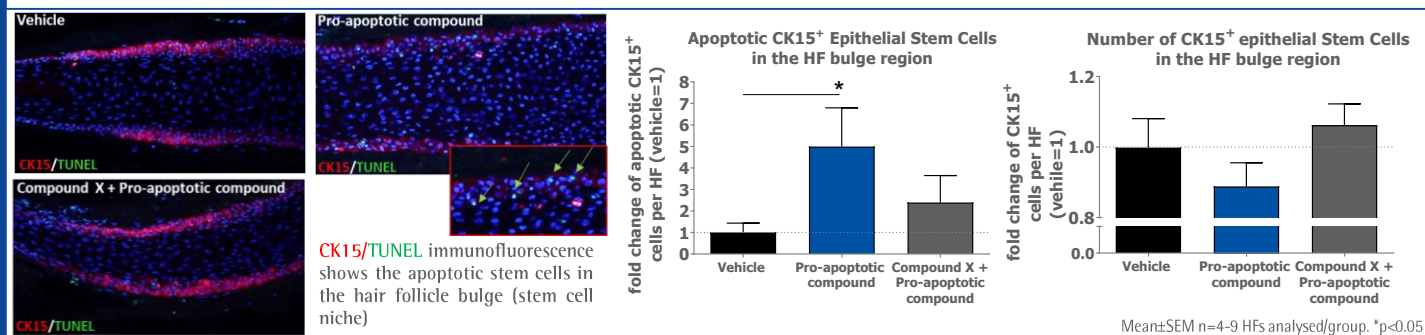 Vehicle
CK15/TUNEL
Pro-apoptotic compound
CK15/TUNEL
Compound X + Pro-apoptotic compound
CK15/TUNEL
CK15/TUNEL immunofluorescence
shows the apoptotic stem cells in
the hair follicle bulge (stem cell
niche)
Apoptotic CK15+ Epithelial Stem Cells
in the HF bulge region
fold change of apoptotic CK15+
cells per HF (vehicle=1)
8
7
6
5
4
3
2
1
0
*
Vehicle
Pro-apoptotic
compound
Compound X +
Pro-apoptotic
compound
Number of CK15+ epithelial Stem Cells
in the HF bulge region
fold change of CK15+
cells per HF
(vehile=1)
1.2
1.0
0.8
0.0
Vehicle
Pro-apoptotic
compound
Compound X +
Pro-apoptotic
compound
Mean±SEM n=4-9 HFs analysed/group. *p<0.05